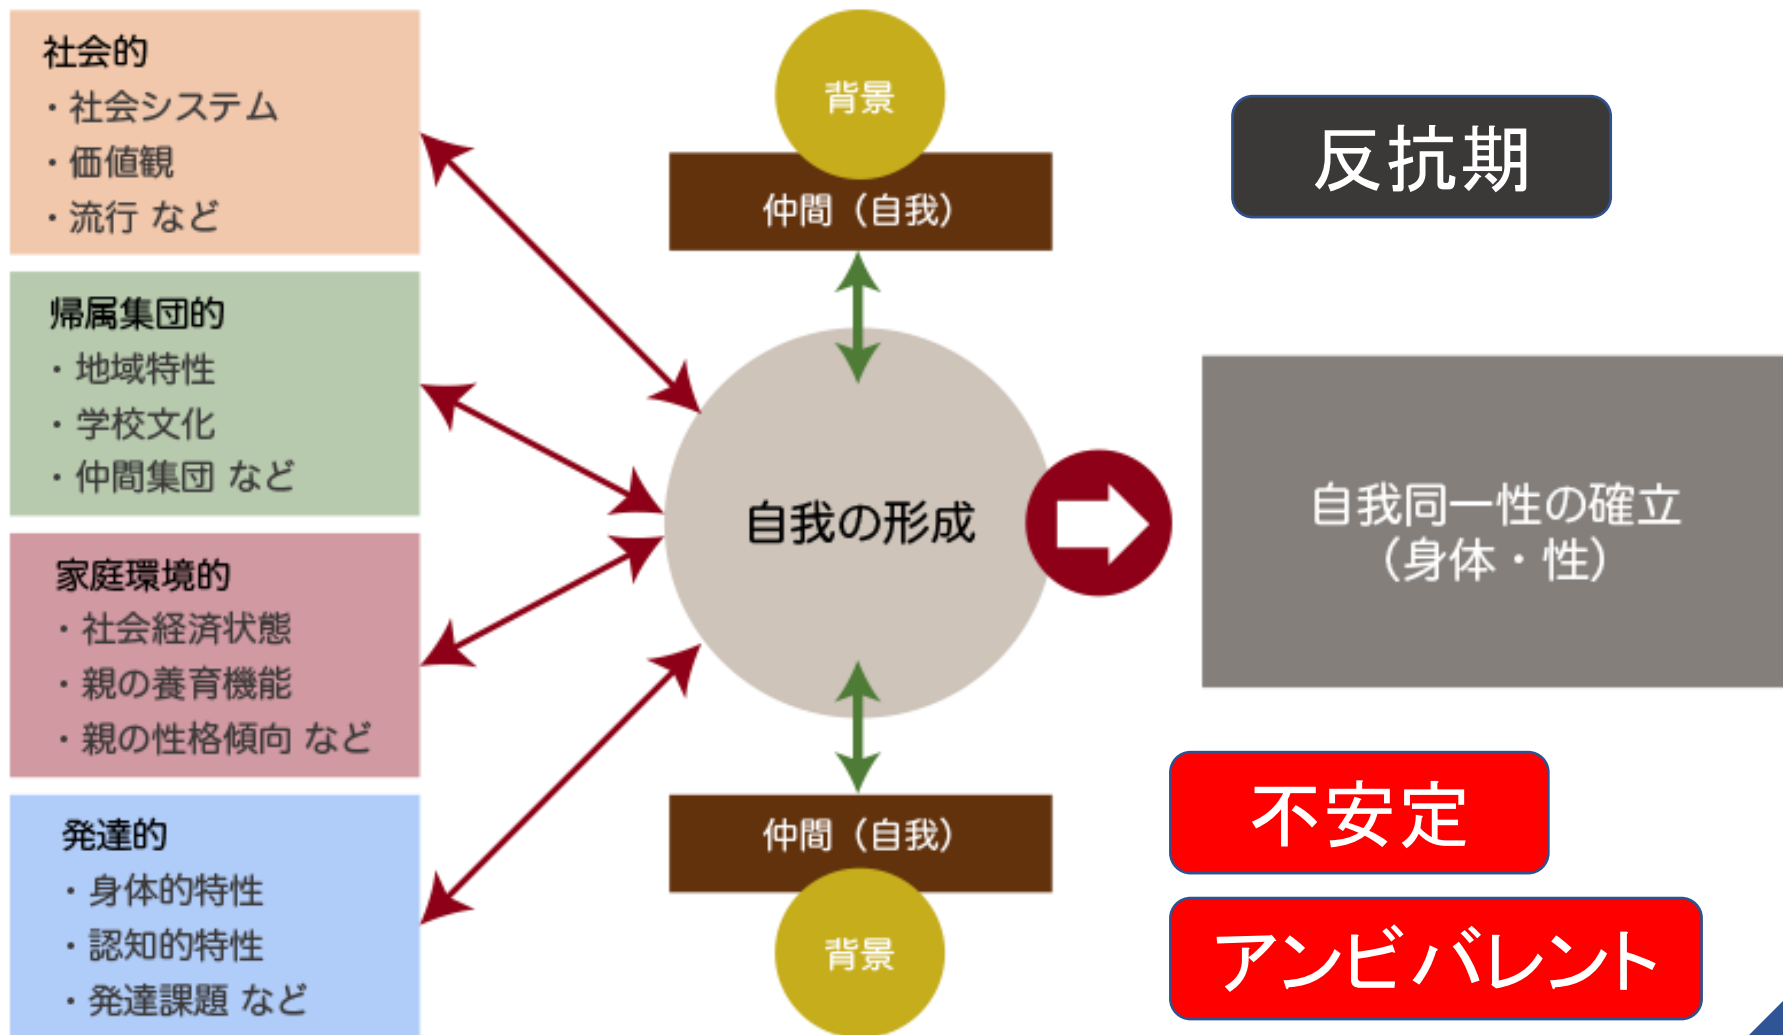 社会的
・社会システム
・価値観
・流行 など
帰属集団的
・地域特性
・学校文化
・仲間集団 など
家庭環境的
・社会経済状態
・親の養育機能
・親の性格傾向 など
発達的
・身体的特性
・認知的特性
・発達課題 など
背景
仲間（自我）
自我の形成
仲間（自我）
背景
反抗期
自我同一性の確立
（身体・性）
不安定
アンビバレント